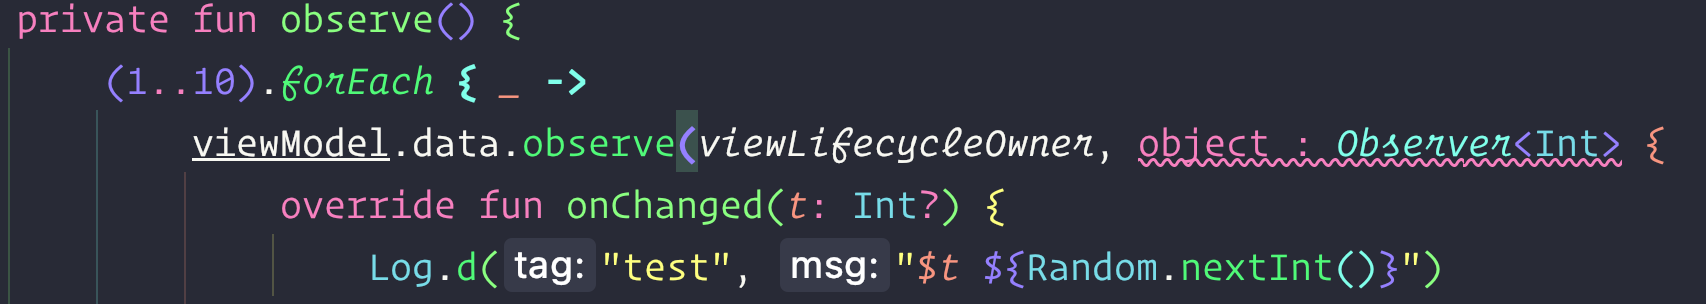 private fun observe() {
(1..10).forEach { _ ->
viewModel.data.observe(viewLifecycleOwner, object : Observer<Int> {
override fun onChanged(t: Int?) {
Log.d( tag: "test", msg: "$t ${Random.nextInt()}")